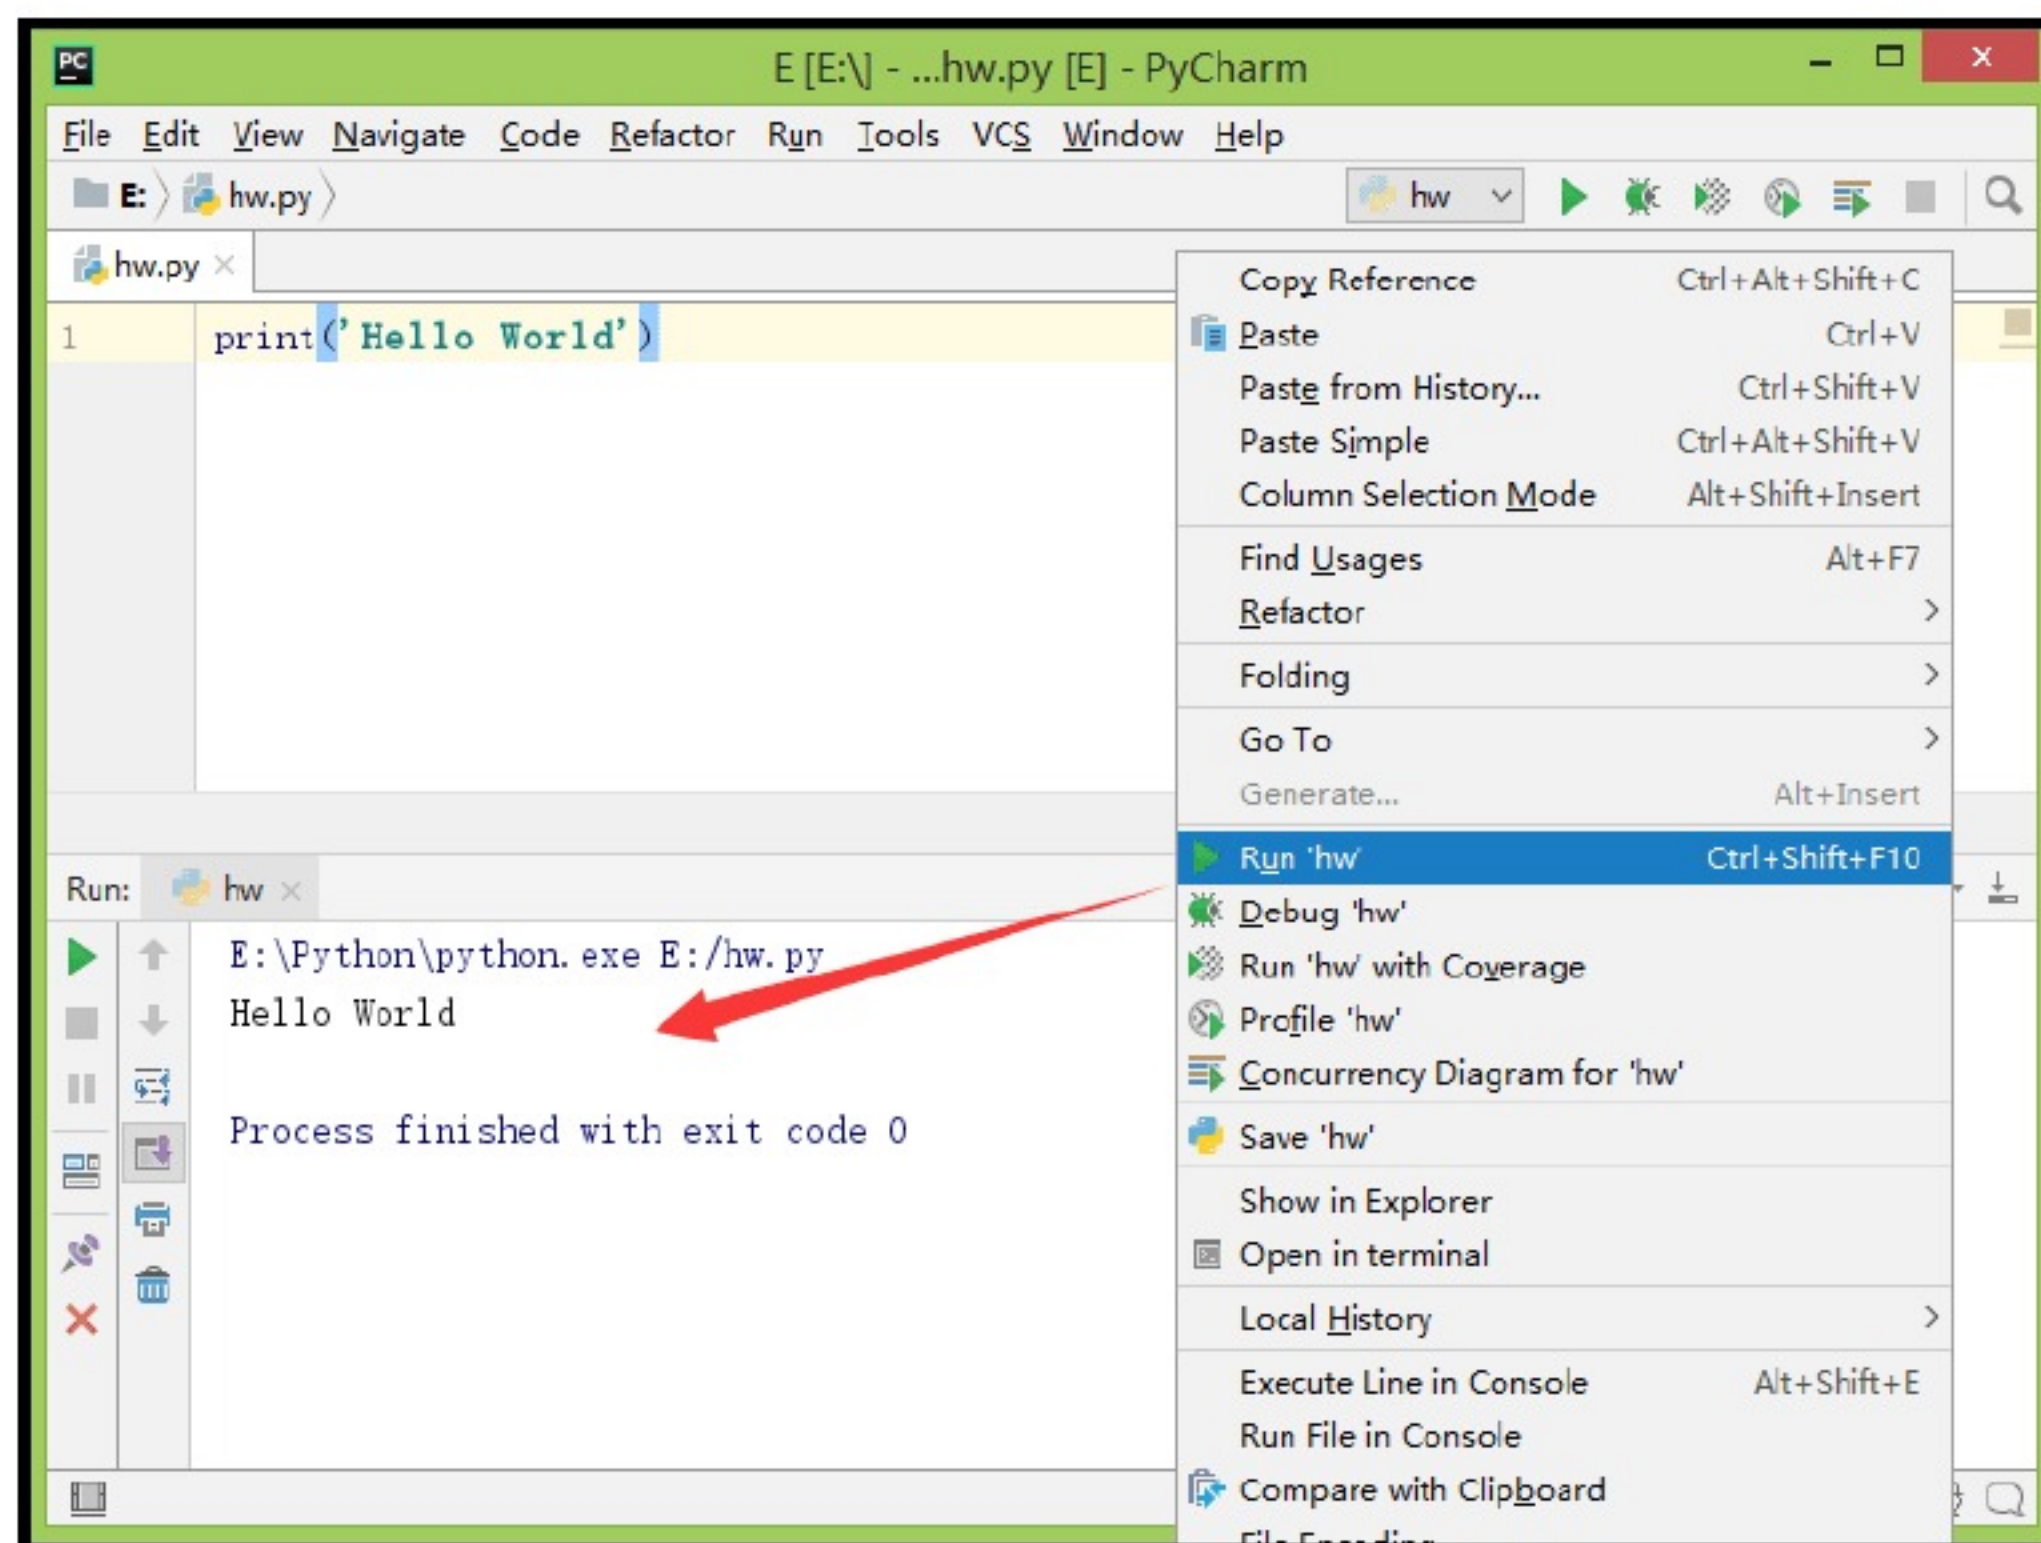 PC
E [E:\] - ...hw.py [E] - PyCharm
File Edit View Navigate Code Refactor Run Tools VCS Window Help
E: hw.py
hw
hw.py
1 print('Hello World')
Copy Reference Ctrl+Alt+Shift+C
Paste Ctrl+V
Paste from History... Ctrl+Shift+V
Paste Simple Ctrl+Alt+Shift+V
Column Selection Mode Alt+Shift+Insert
Find Usages Alt+F7
Refactor
Folding
Go To
Generate... Alt+Insert
Run 'hw' Ctrl+Shift+F10
Debug 'hw'
Run 'hw' with Coverage
Profile 'hw'
Concurrency Diagram for 'hw'
Save 'hw'
Show in Explorer
Open in terminal
Local History
Execute Line in Console Alt+Shift+E
Run File in Console
Compare with Clipboard
File Encoding
Run: hw
E:\Python\python.exe E:/hw.py
Hello World
Process finished with exit code 0